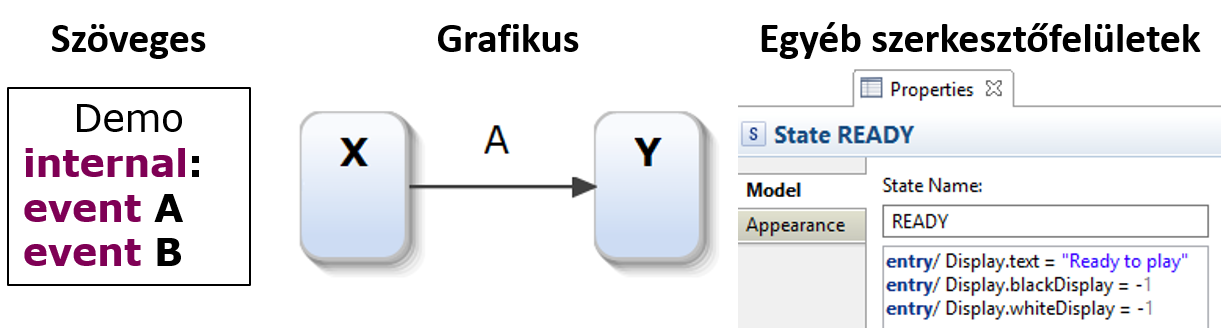 Szöveges
Demo
internal:
event A
event B
Grafikus
X
A
Y
Egyéb szerkesztőfelületek
Properties
S State READY
Model
Appearance
State Name:
READY
entry/ Display.text = "Ready to play"
entry/ Display.blackDisplay = -1
entry/ Display.whiteDisplay = -1